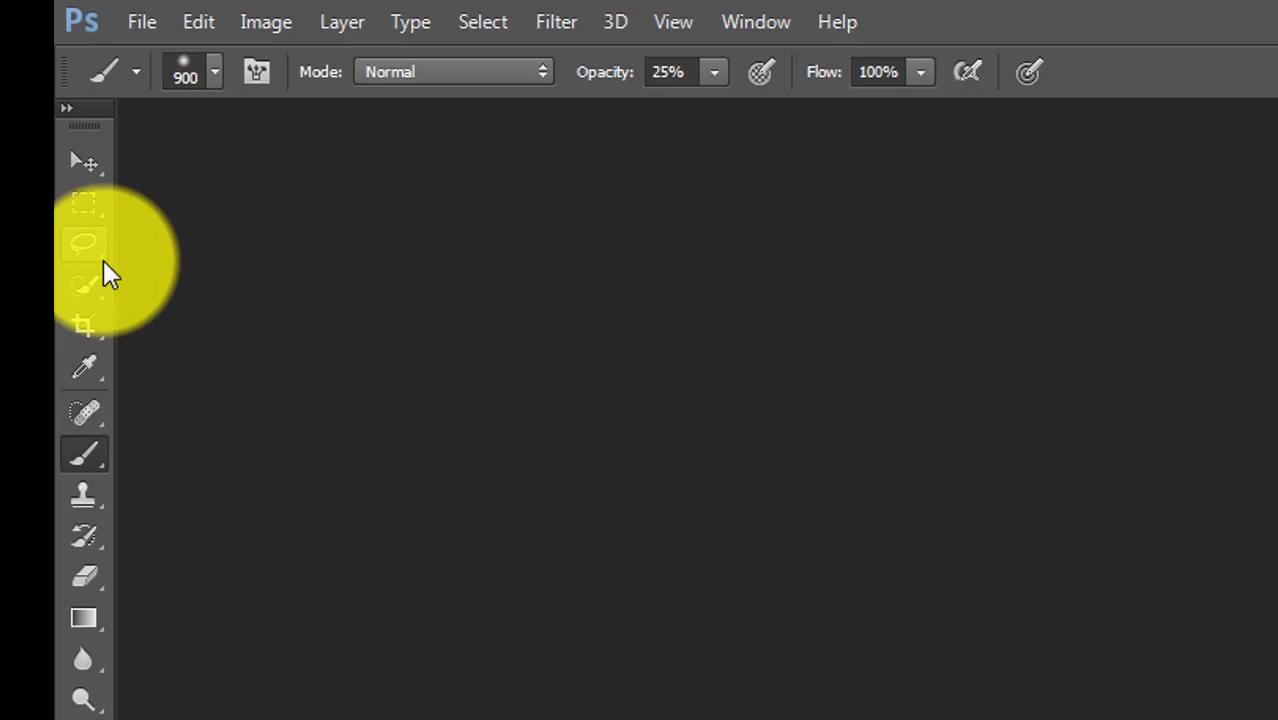 Ps File Edit Image Layer Type Select Filter 3D View Window Help
900 Mode: Normal Opacity: 25% Flow: 100%